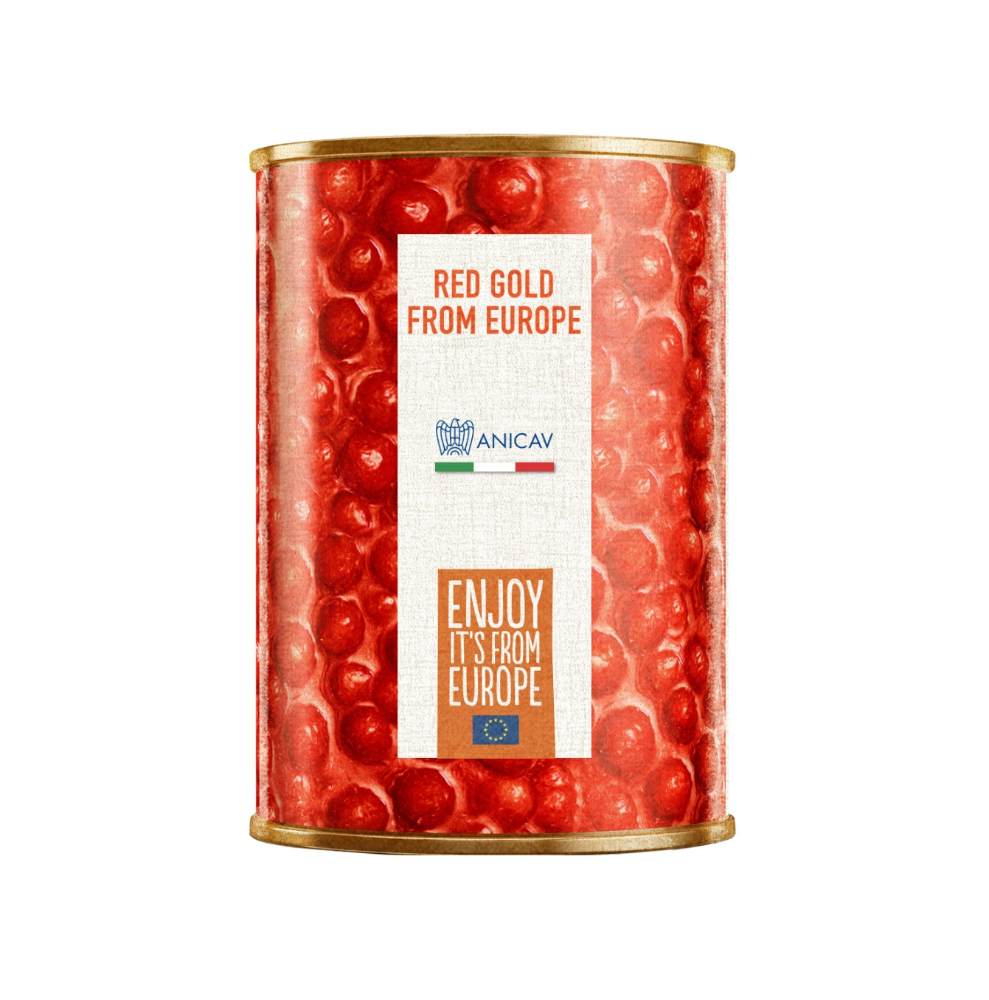 RED GOLD
FROM EUROPE
ANICAV
ENJOY
IT'S FROM
EUROPE